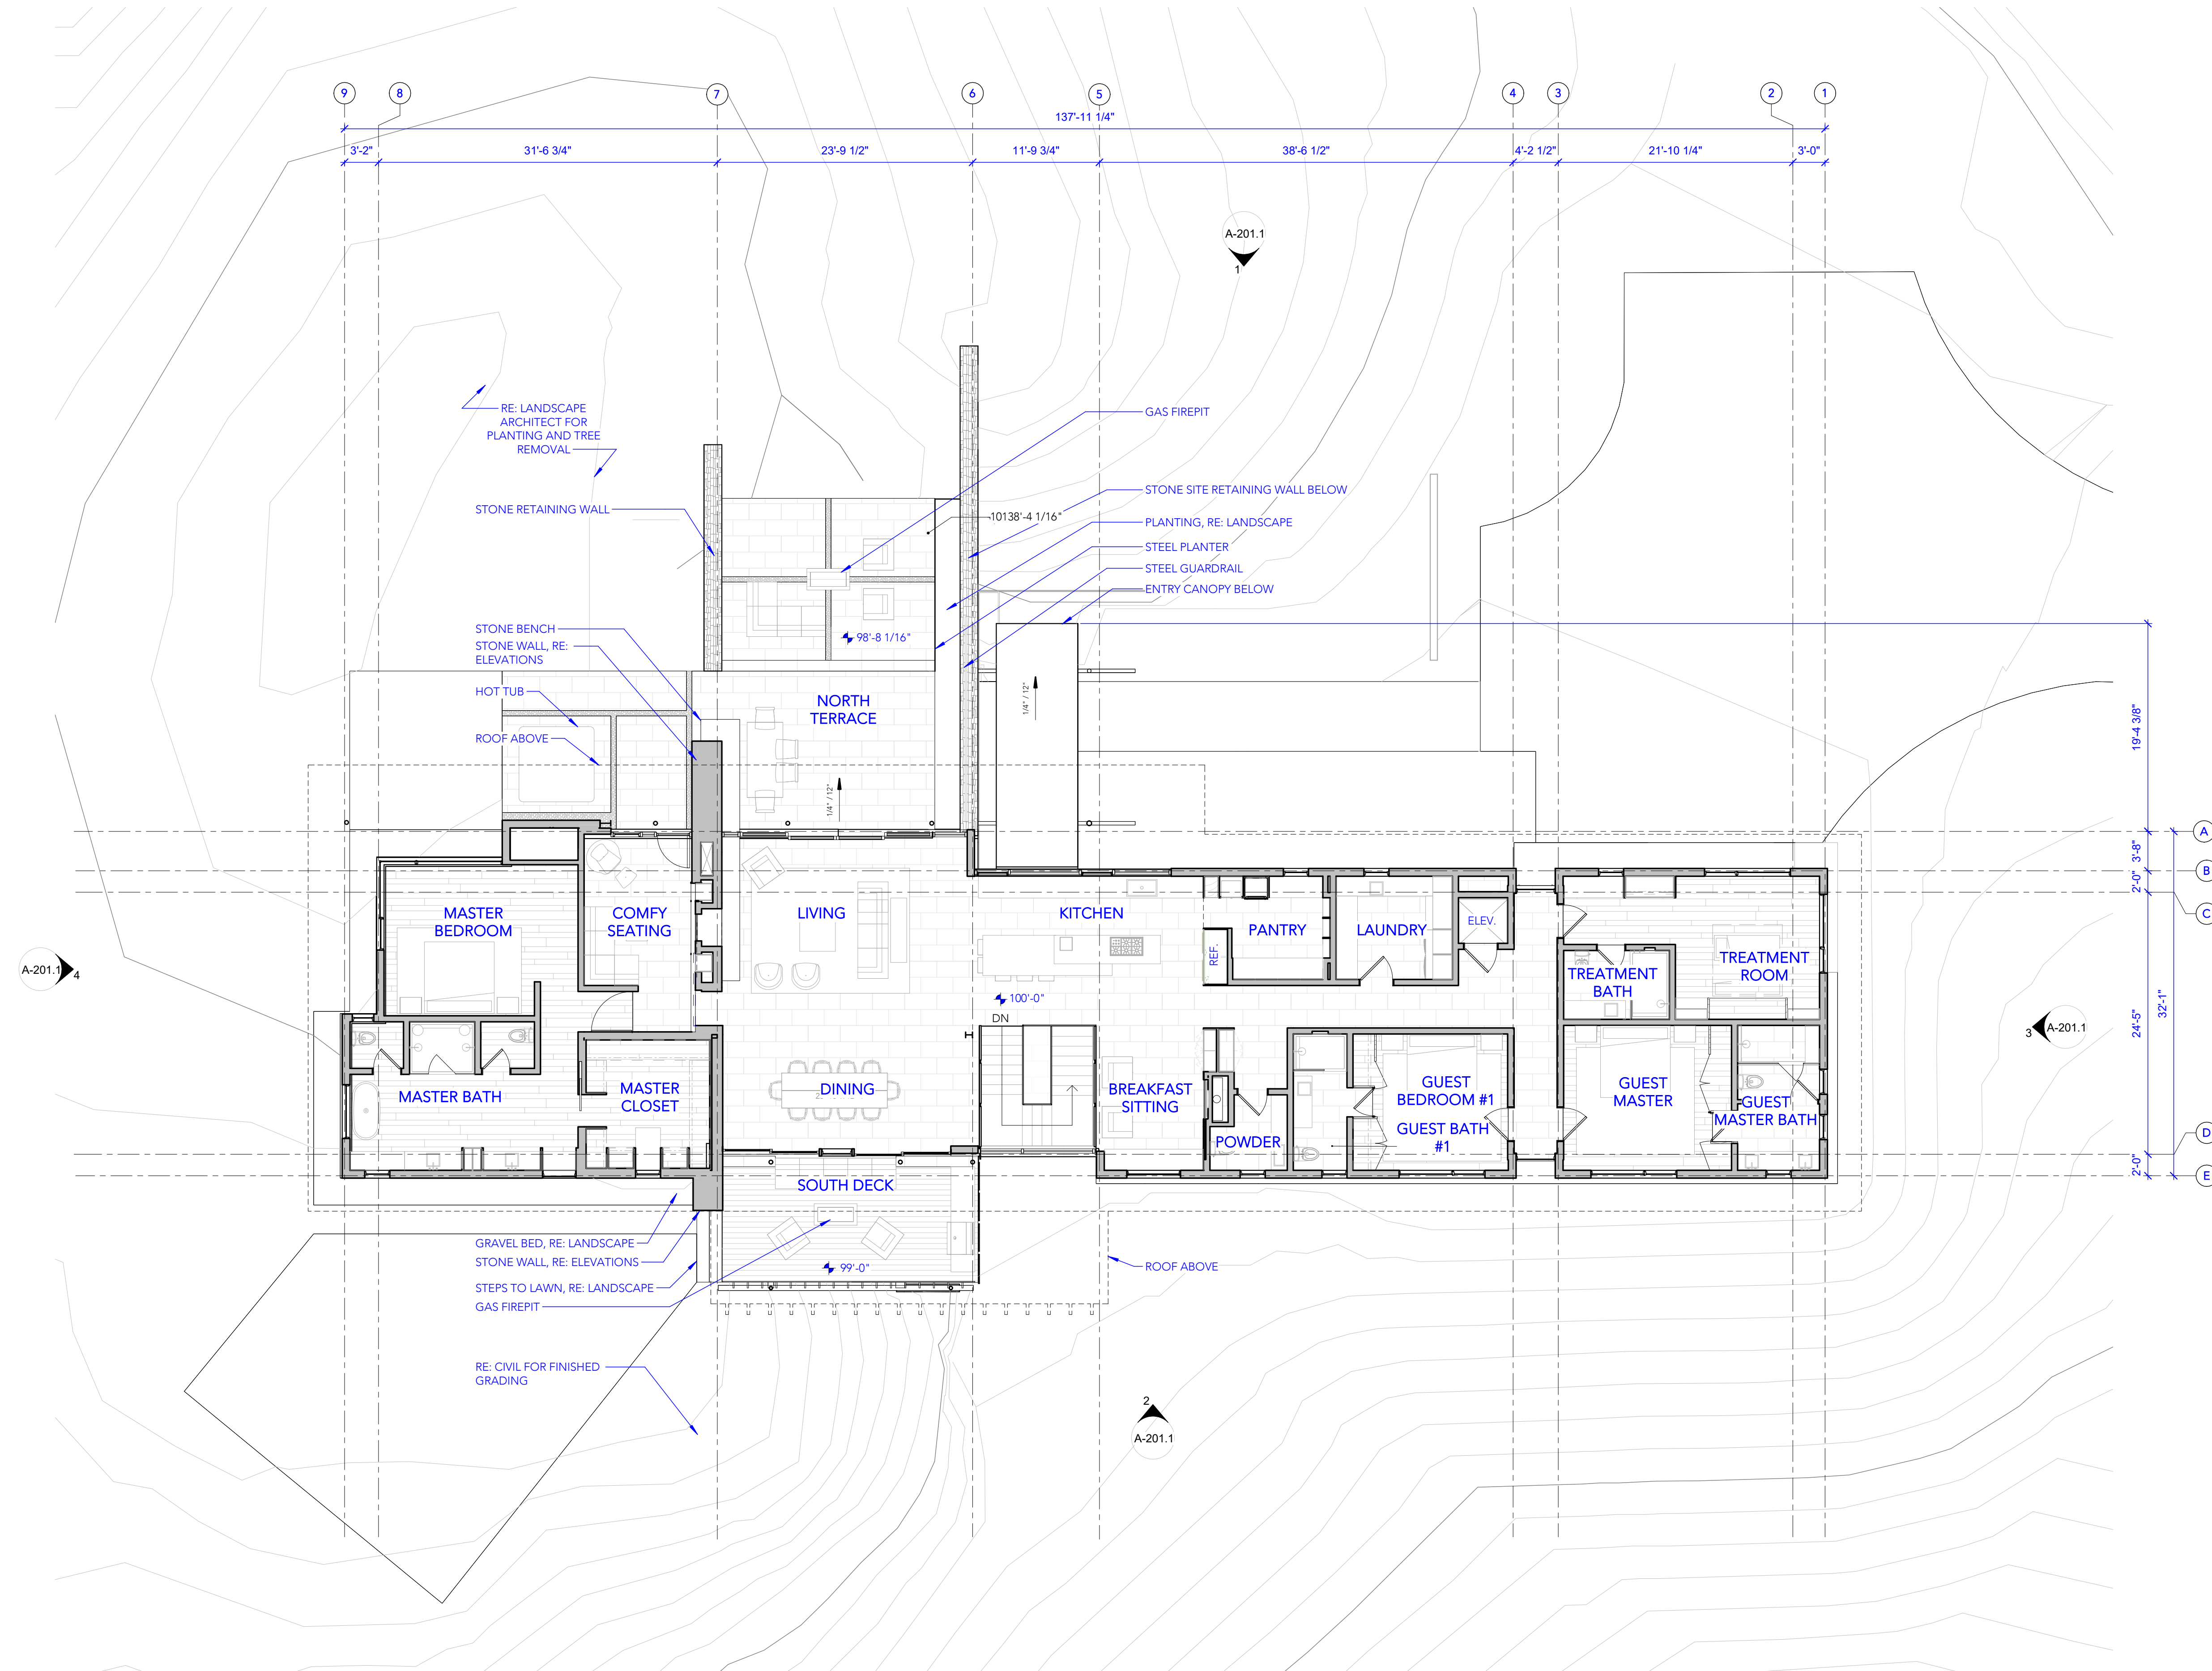 9 8 7 6 5 4 3 2 1
137'-11 1/4"
3'-2" 31'-6 3/4" 23'-9 1/2" 11'-9 3/4" 38'-6 1/2" 4'-2 1/2" 21'-10 1/4" 3'-0"
A-201.1
1
RE: LANDSCAPE
ARCHITECT FOR
PLANTING AND TREE
REMOVAL
GAS FIREPIT
STONE RETAINING WALL
STONE SITE RETAINING WALL BELOW
10138'-4 1/16"
PLANTING, RE: LANDSCAPE
STEEL PLANTER
STEEL GUARDRAIL
ENTRY CANOPY BELOW
STONE BENCH
STONE WALL, RE:
ELEVATIONS
98'-8 1/16"
HOT TUB
ROOF ABOVE
NORTH
TERRACE
1/4" / 12"
1/4" / 12"
19'-4 3/8"
A
3'-8"
B
2'-0"
C
24'-5"
32'-1"
D
2'-0"
E
MASTER
BEDROOM
COMFY
SEATING
LIVING
KITCHEN
REF.
PANTRY
LAUNDRY
ELEV.
TREATMENT
BATH
TREATMENT
ROOM
A-201.1
4
100'-0"
DN
3
A-201.1
MASTER BATH
MASTER
CLOSET
DINING
BREAKFAST
SITTING
POWDER
GUEST
BEDROOM #1
GUEST BATH
#1
GUEST
MASTER
GUEST
MASTER BATH
SOUTH DECK
GRAVEL BED, RE: LANDSCAPE
STONE WALL, RE: ELEVATIONS
STEPS TO LAWN, RE: LANDSCAPE
GAS FIREPIT
99'-0"
ROOF ABOVE
RE: CIVIL FOR FINISHED
GRADING
2
A-201.1